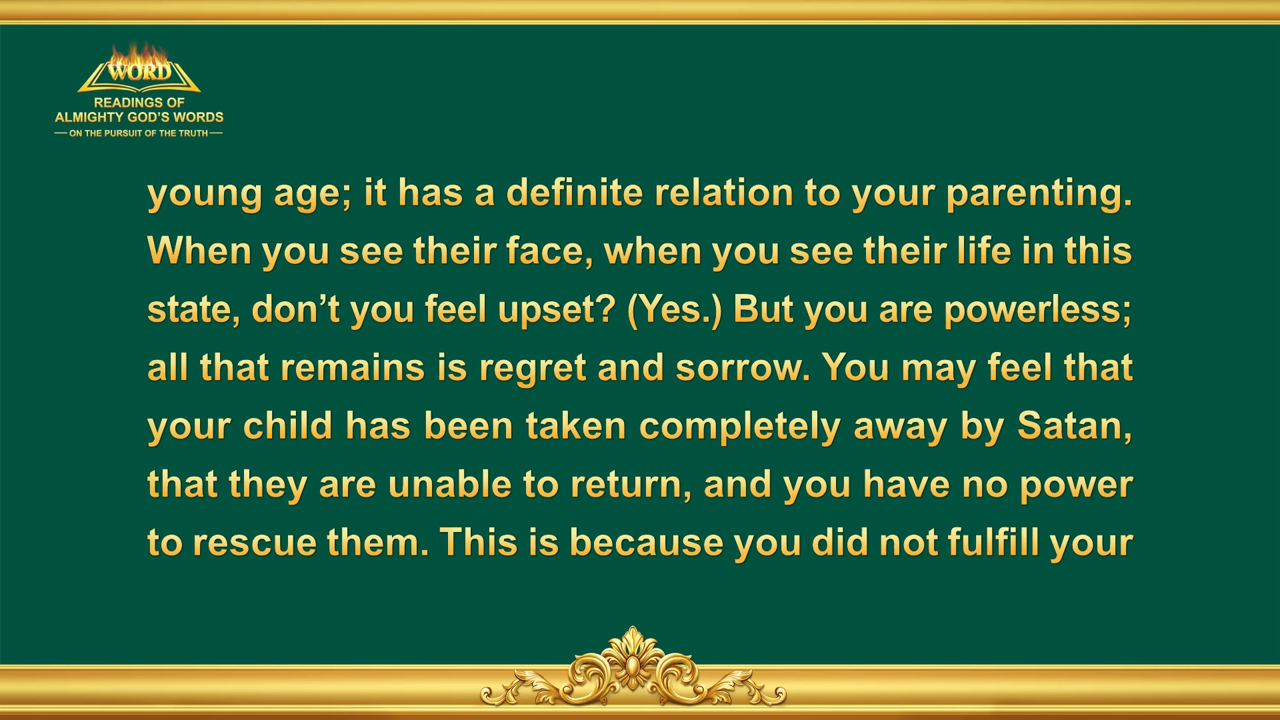 WORD
READINGS OF
ALMIGHTY GOD'S WORDS
— ON THE PURSUIT OF THE TRUTH —
young age; it has a definite relation to your parenting.
When you see their face, when you see their life in this
state, don’t you feel upset? (Yes.) But you are powerless;
all that remains is regret and sorrow. You may feel that
your child has been taken completely away by Satan,
that they are unable to return, and you have no power
to rescue them. This is because you did not fulfill your